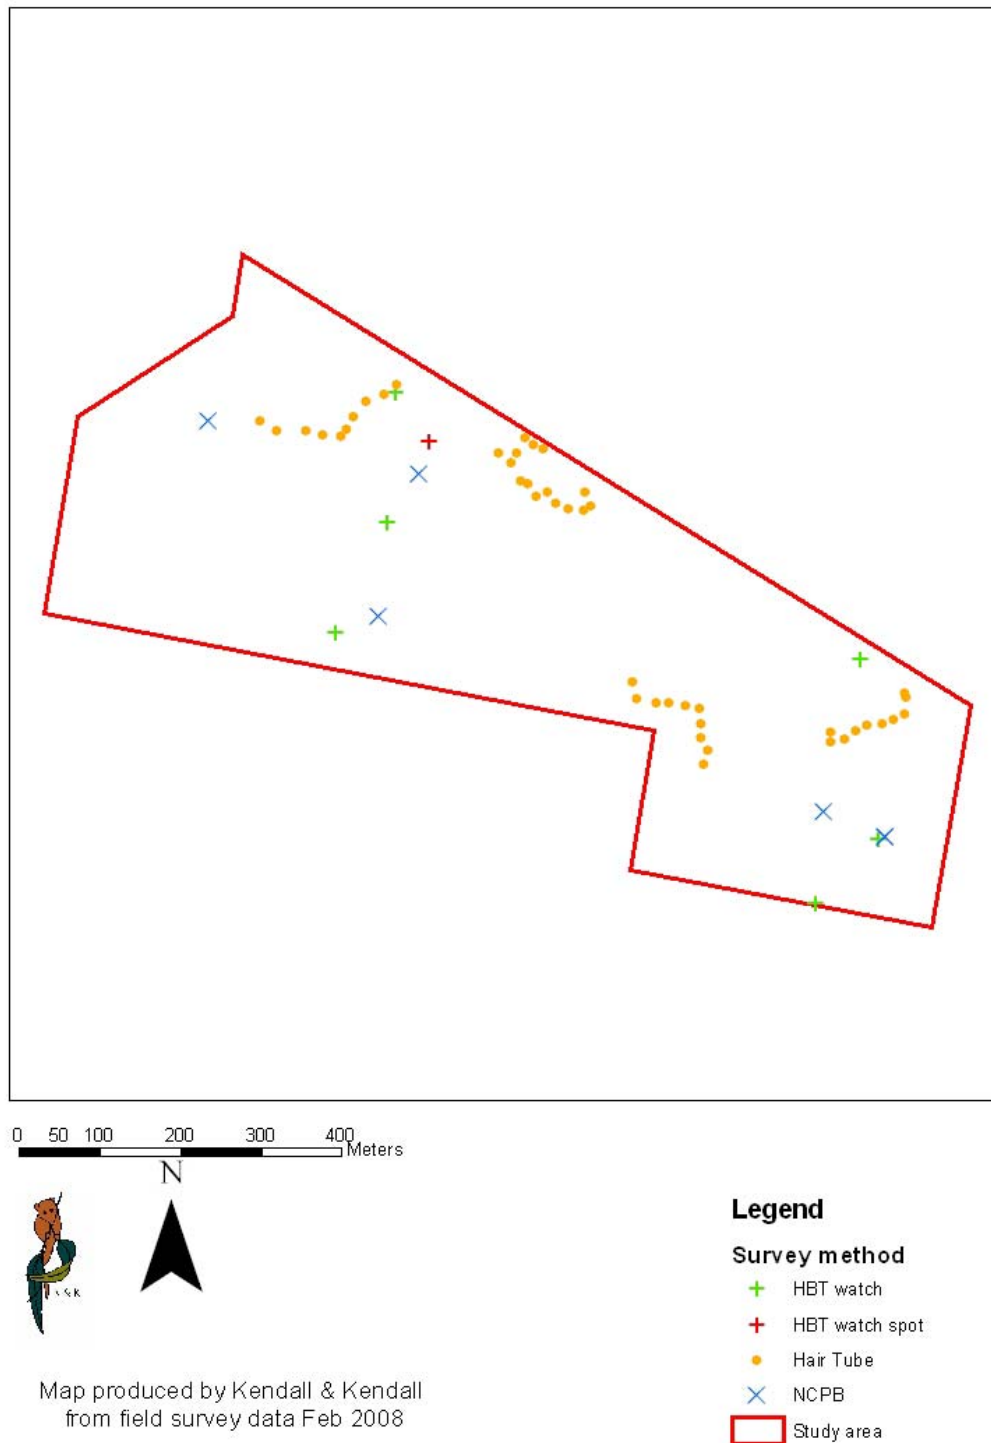 0 50 100 200 300 400
Meters
N
K & K
Map produced by Kendall & Kendall
from field survey data Feb 2008
Legend
Survey method
HBT watch
HBT watch spot
Hair Tube
NCPB
Study area